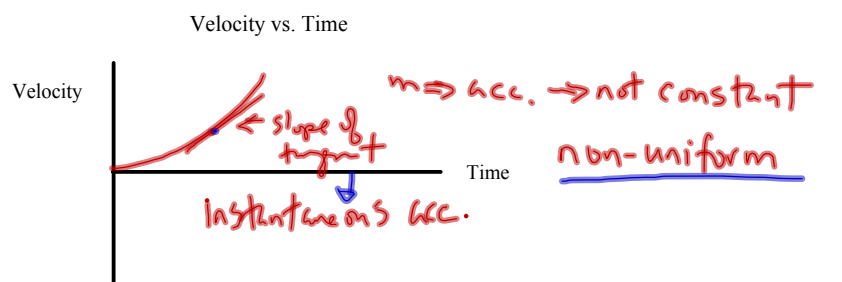 Velocity vs. Time
Velocity
m ⇒ acc. → not constant
← slope of
tangent
Time
non-uniform
instantaneous acc.